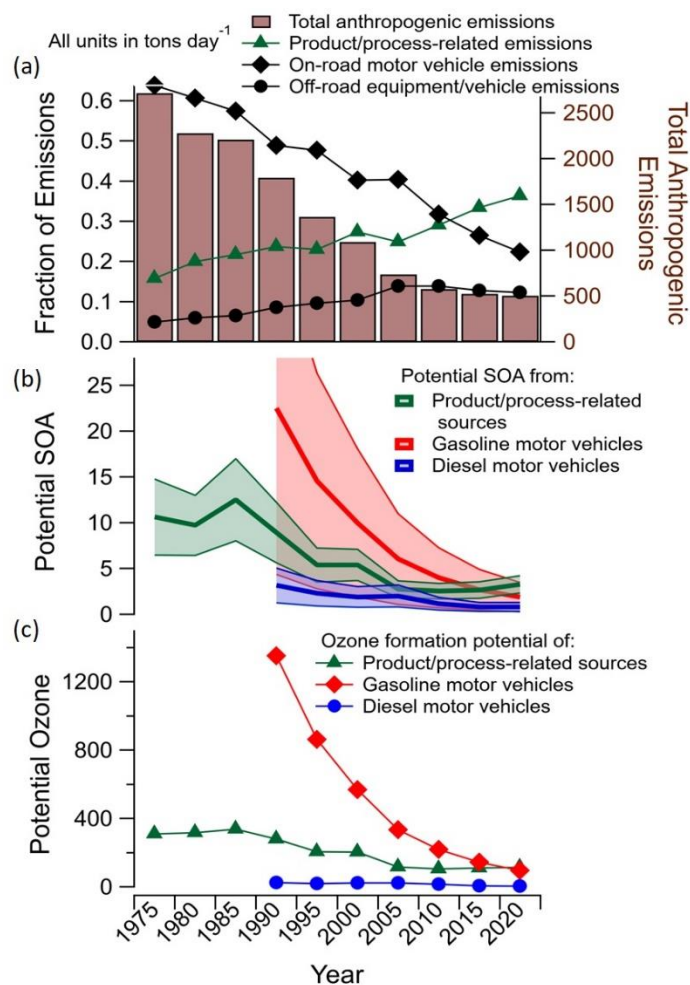 All units in tons day-1
Total anthropogenic emissions
Product/process-related emissions
On-road motor vehicle emissions
Off-road equipment/vehicle emissions
(a)
Fraction of Emissions
0.6
0.5
0.4
0.3
0.2
0.1
0.0
2500
2000
1500
1000
500
0
Total Anthropogenic
Emissions
(b)
Potential SOA
25
20
15
10
5
0
Potential SOA from:
Product/process-related
sources
Gasoline motor vehicles
Diesel motor vehicles
(c)
Potential Ozone
1200
800
400
0
Ozone formation potential of:
Product/process-related sources
Gasoline motor vehicles
Diesel motor vehicles
1975
1980
1985
1990
1995
2000
2005
2010
2015
2020
Year